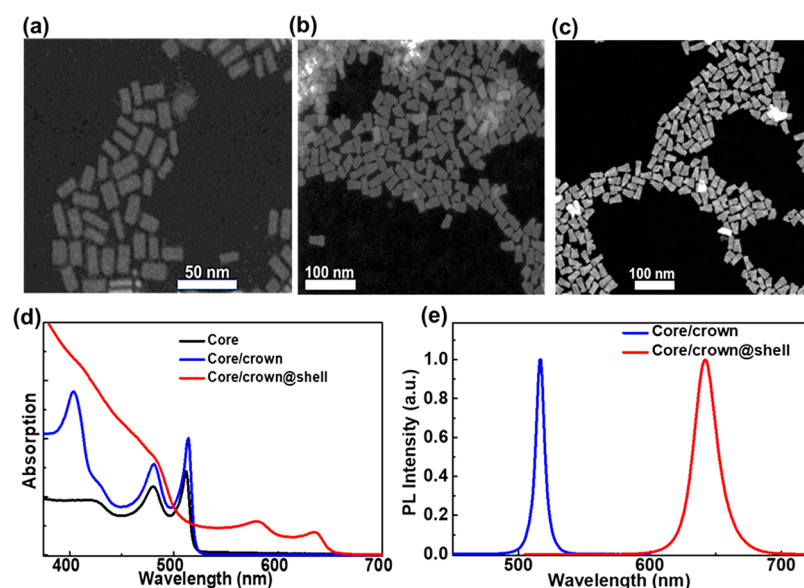 (a)
(b)
(c)
50 nm
100 nm
100 nm
(d)
Core
Core/crown
Core/crown@shell
Absorption
400
500
600
700
Wavelength (nm)
(e)
Core/crown
Core/crown@shell
PL Intensity (a.u.)
1.0
0.8
0.6
0.4
0.2
0.0
500
600
700
Wavelength (nm)